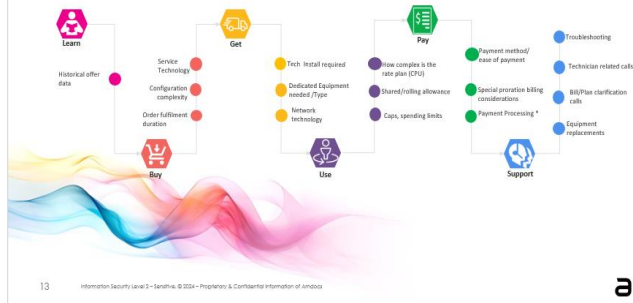 Learn
Historical offer
data
Service
Technology
Configuration
complexity
Order fulfilment
duration
Buy
Get
Tech Install required
Dedicated Equipment
needed /Type
Network
technology
Use
How complex is the
rate plan (CPU)
Shared/rolling allowance
Caps, spending limits
Pay
Payment method/
ease of payment
Special proration billing
considerations
Payment Processing *
Support
Troubleshooting
Technician related calls
Bill/Plan clarification
calls
Equipment
replacements
13
Information Security Level 2 – Sensitive. © 2024 – Proprietary & Confidential Information of Amdocs
a